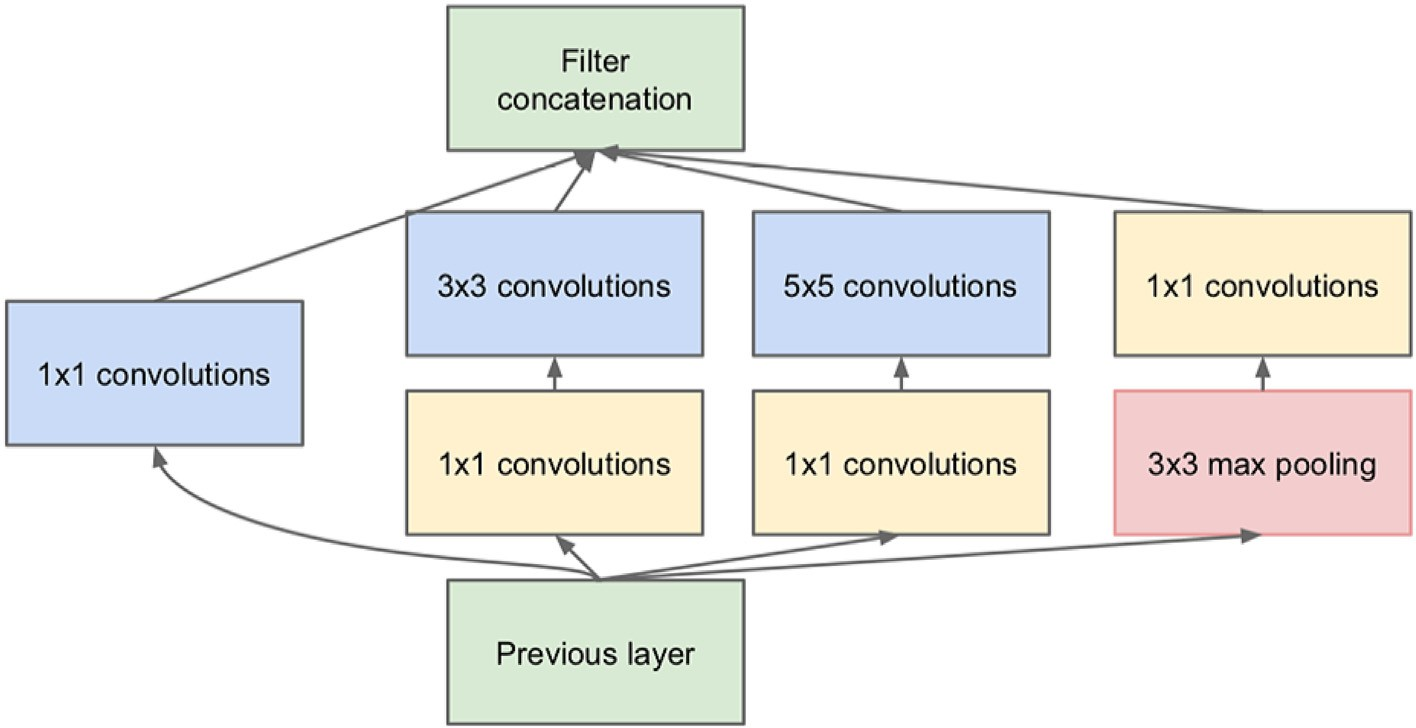 Filter
concatenation
3x3 convolutions
5x5 convolutions
1x1 convolutions
1x1 convolutions
1x1 convolutions
1x1 convolutions
3x3 max pooling
Previous layer